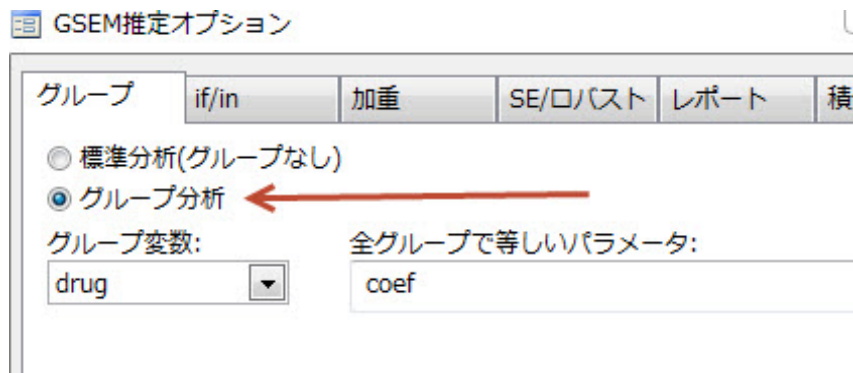 GSEM推定オプション
グループ if/in 加重 SE/ロバスト レポート 積
標準分析(グループなし)
グループ分析
グループ変数: 全グループで等しいパラメータ:
drug coef